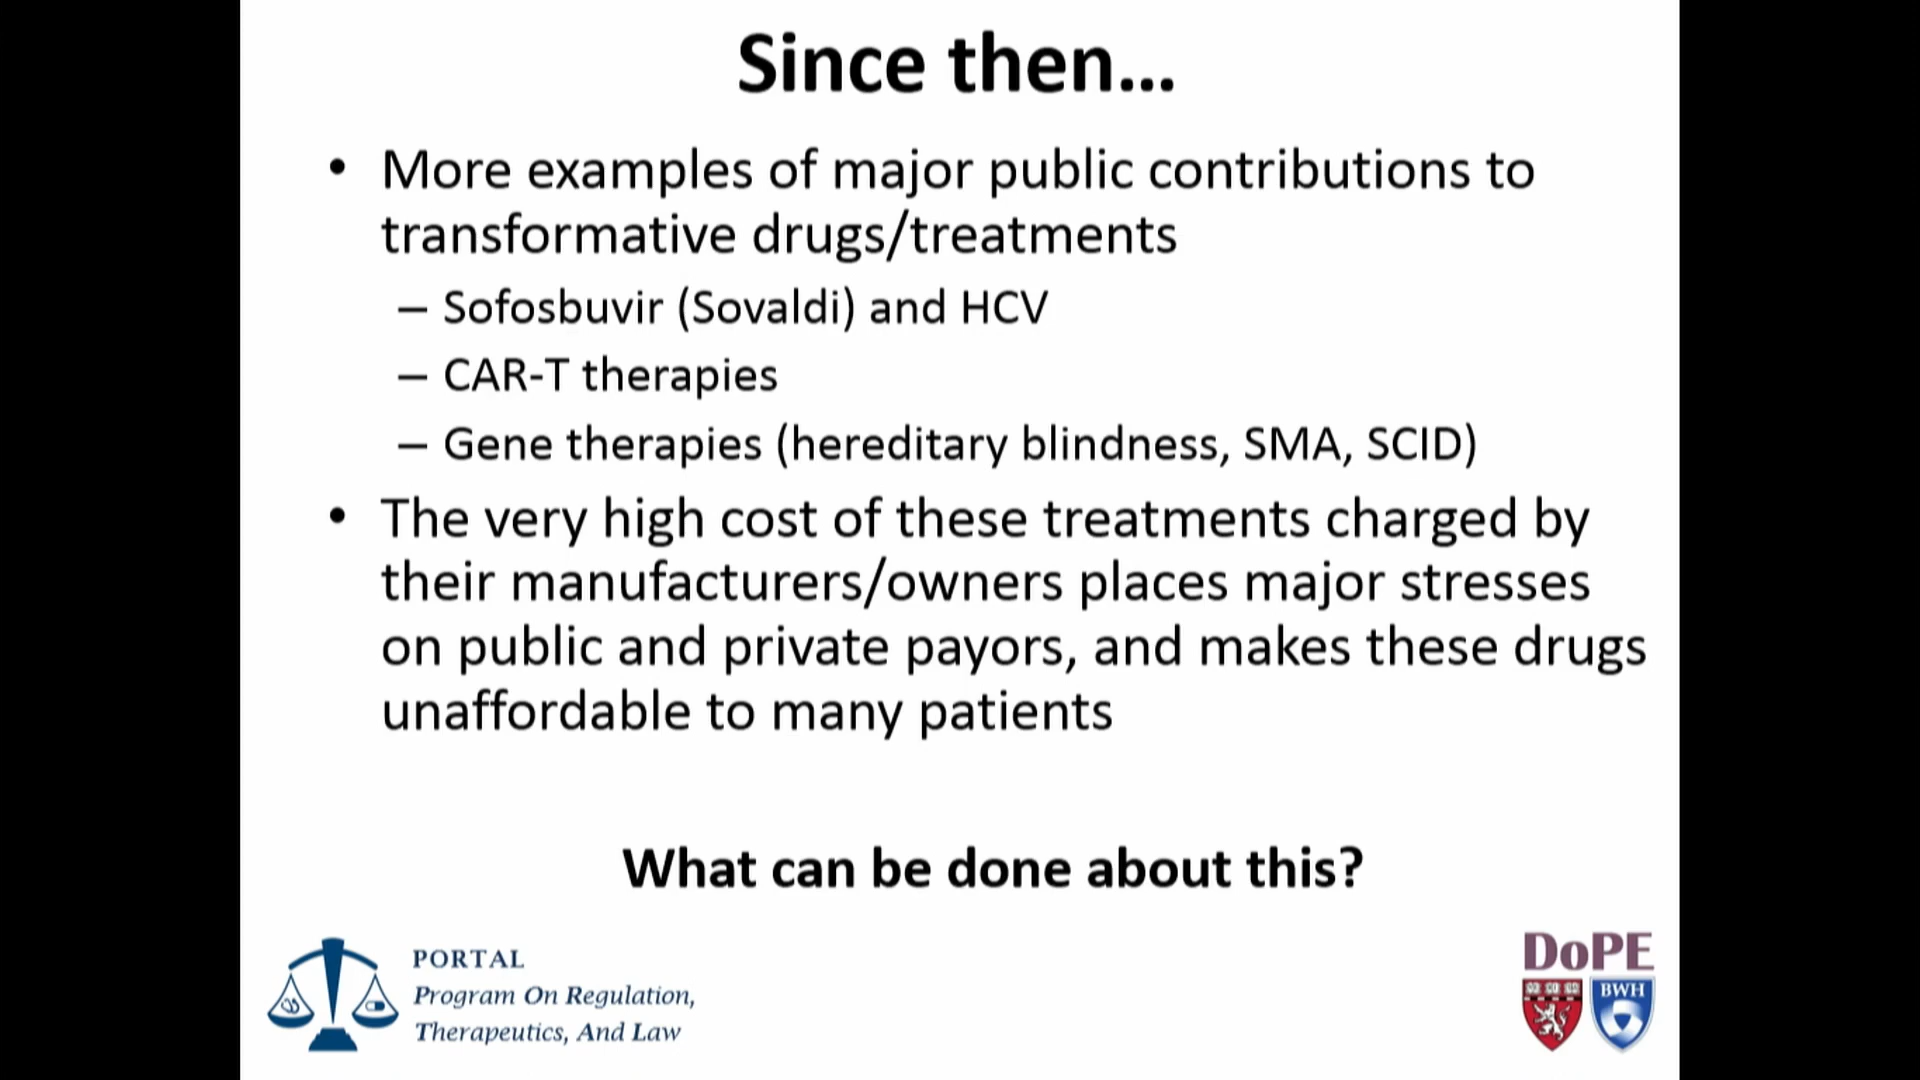 Since then...
• More examples of major public contributions to
transformative drugs/treatments
– Sofosbuvir (Sovaldi) and HCV
– CAR-T therapies
– Gene therapies (hereditary blindness, SMA, SCID)
• The very high cost of these treatments charged by
their manufacturers/owners places major stresses
on public and private payors, and makes these drugs
unaffordable to many patients
What can be done about this?
PORTAL
Program On Regulation,
Therapeutics, And Law
DoPE
BWH